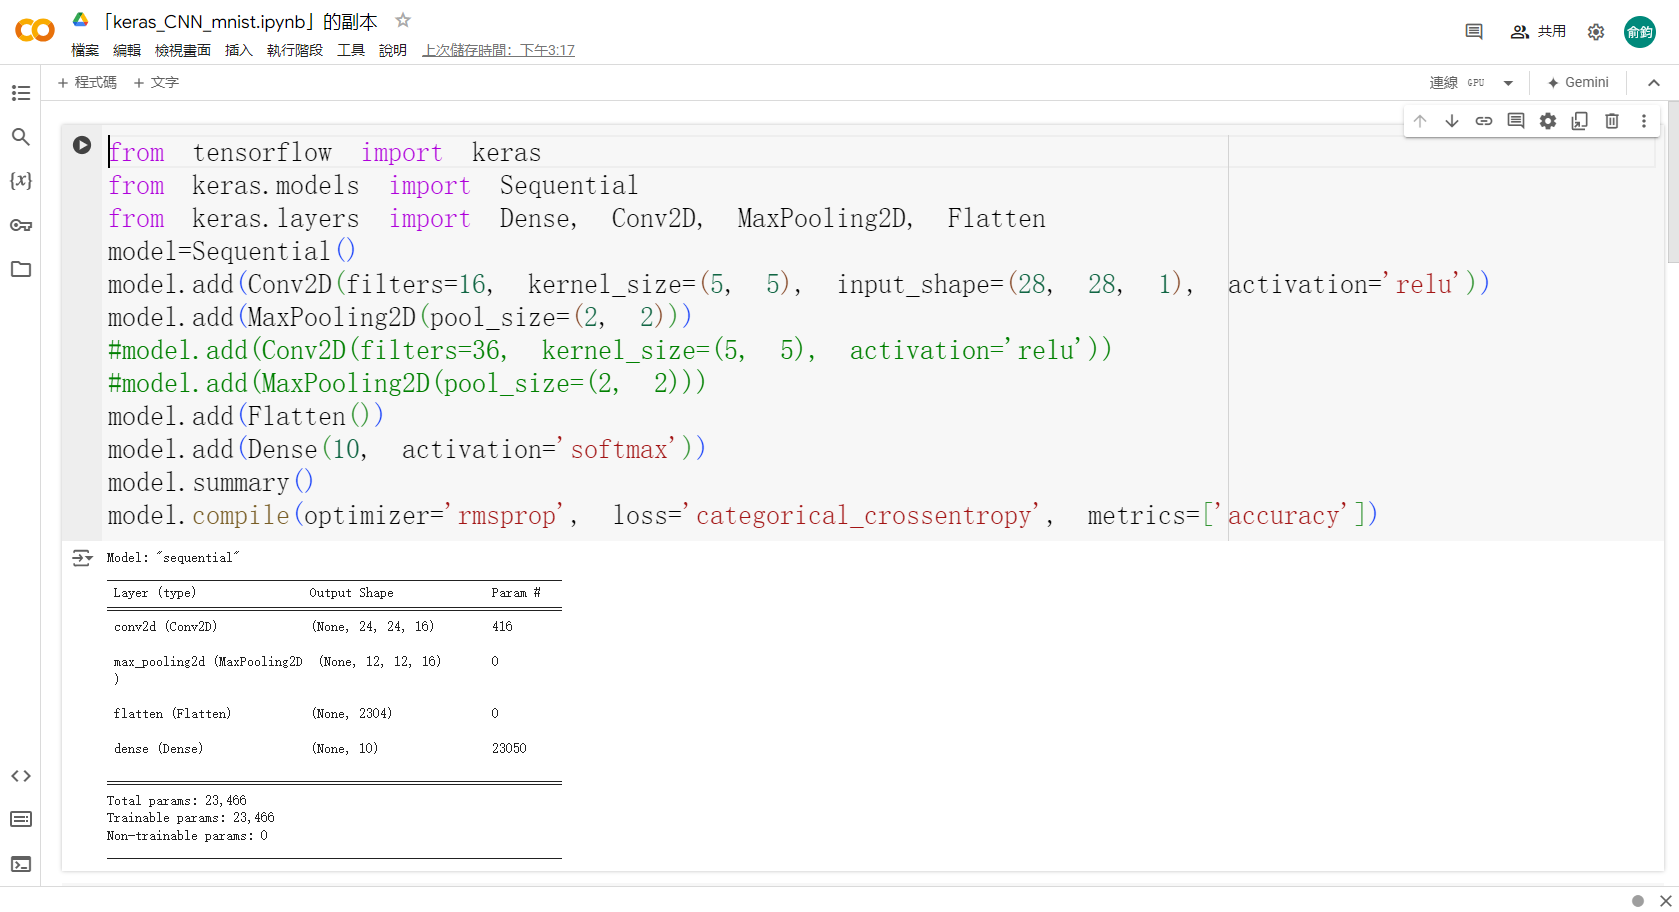 「keras_CNN_mnist.ipynb」的副本
檔案 編輯 檢視畫面 插入 執行階段 工具 說明 上次儲存時間：下午3:17
共用
俞鈞
+ 程式碼 + 文字
連線 GPU
Gemini
from tensorflow import keras
from keras.models import Sequential
from keras.layers import Dense, Conv2D, MaxPooling2D, Flatten
model=Sequential()
model.add(Conv2D(filters=16, kernel_size=(5, 5), input_shape=(28, 28, 1), activation='relu'))
model.add(MaxPooling2D(pool_size=(2, 2)))
#model.add(Conv2D(filters=36, kernel_size=(5, 5), activation='relu'))
#model.add(MaxPooling2D(pool_size=(2, 2)))
model.add(Flatten())
model.add(Dense(10, activation='softmax'))
model.summary()
model.compile(optimizer='rmsprop', loss='categorical_crossentropy', metrics=['accuracy'])
Model: "sequential"
Layer (type) Output Shape Param #
conv2d (Conv2D) (None, 24, 24, 16) 416
max_pooling2d (MaxPooling2D (None, 12, 12, 16) 0
)
flatten (Flatten) (None, 2304) 0
dense (Dense) (None, 10) 23050
Total params: 23,466
Trainable params: 23,466
Non-trainable params: 0